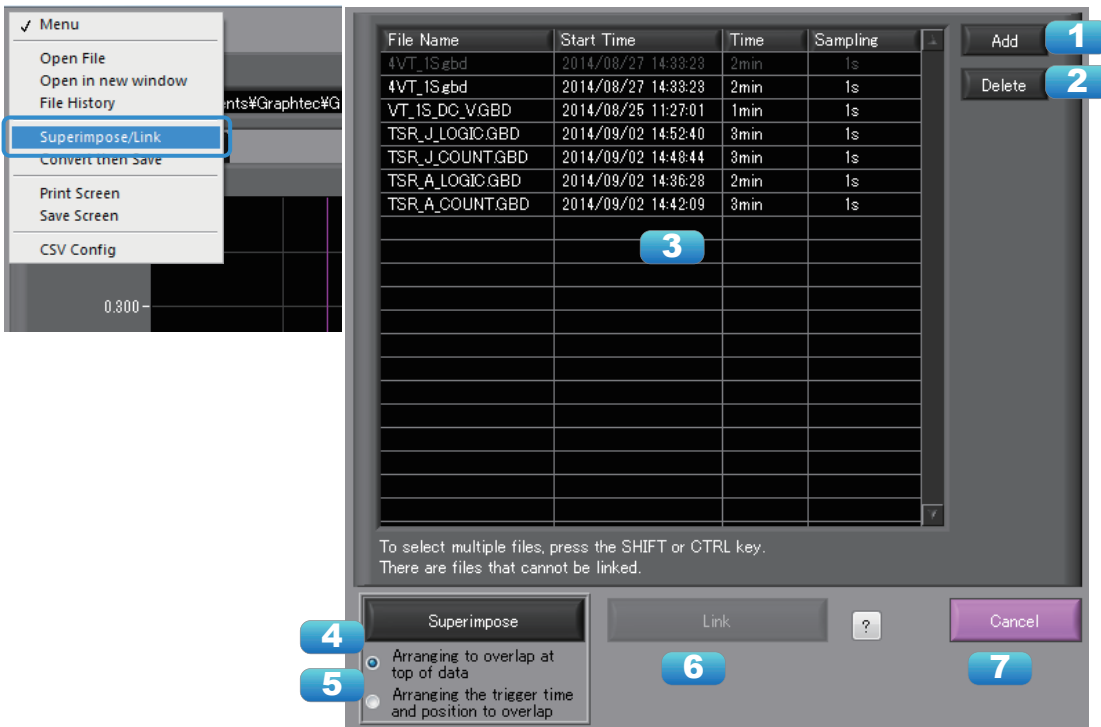 ✓ Menu
Open File
Open in new window
File History
Superimpose/Link
Convert then Save
Print Screen
Save Screen
CSV Config
ents¥Graphtec¥G
0.300
File Name Start Time Time Sampling
4VT_1S.gbd 2014/08/27 14:33:23 2min 1s
4VT_1S.gbd 2014/08/27 14:33:23 2min 1s
VT_1S_DC_V.GBD 2014/08/25 11:27:01 1min 1s
TSR_J_LOGIC.GBD 2014/09/02 14:52:40 3min 1s
TSR_J_COUNT.GBD 2014/09/02 14:48:44 3min 1s
TSR_A_LOGIC.GBD 2014/09/02 14:36:28 2min 1s
TSR_A_COUNT.GBD 2014/09/02 14:42:09 3min 1s
Add 1
Delete 2
3
To select multiple files, press the SHIFT or CTRL key.
There are files that cannot be linked.
Superimpose
4
Arranging to overlap at
top of data
5
Arranging the trigger time
and position to overlap
Link
6
?
Cancel
7